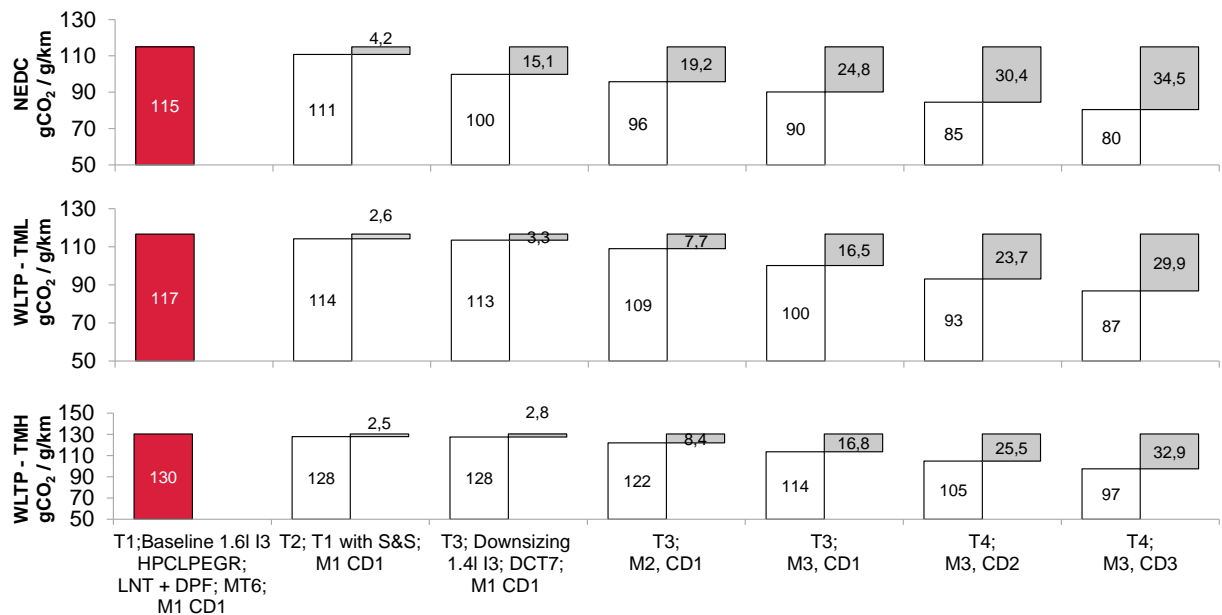 NEDC
gCO₂ / g/km
130
110
90
70
50
115
111
4,2
100
15,1
96
19,2
90
24,8
85
30,4
80
34,5
WLTP - TML
gCO₂ / g/km
130
110
90
70
50
117
114
2,6
113
3,3
109
7,7
100
16,5
93
23,7
87
29,9
WLTP - TMH
gCO₂ / g/km
150
130
110
90
70
50
130
128
2,5
128
2,8
122
8,4
114
16,8
105
25,5
97
32,9
T1;Baseline 1.6l I3
HPCLPEGR;
LNT + DPF; MT6;
M1 CD1
T2; T1 with S&S;
M1 CD1
T3; Downsizing
1.4l I3; DCT7;
M1 CD1
T3;
M2, CD1
T3;
M3, CD1
T4;
M3, CD2
T4;
M3, CD3